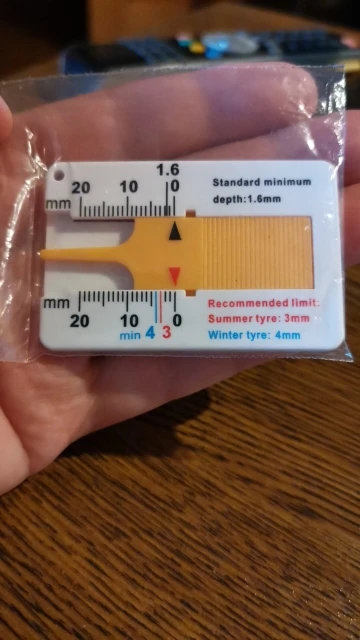 1.6
mm 20 10 0
Standard minimum
depth:1.6mm
mm 20 10 0
min 4 3
Recommended limit:
Summer tyre: 3mm
Winter tyre: 4mm